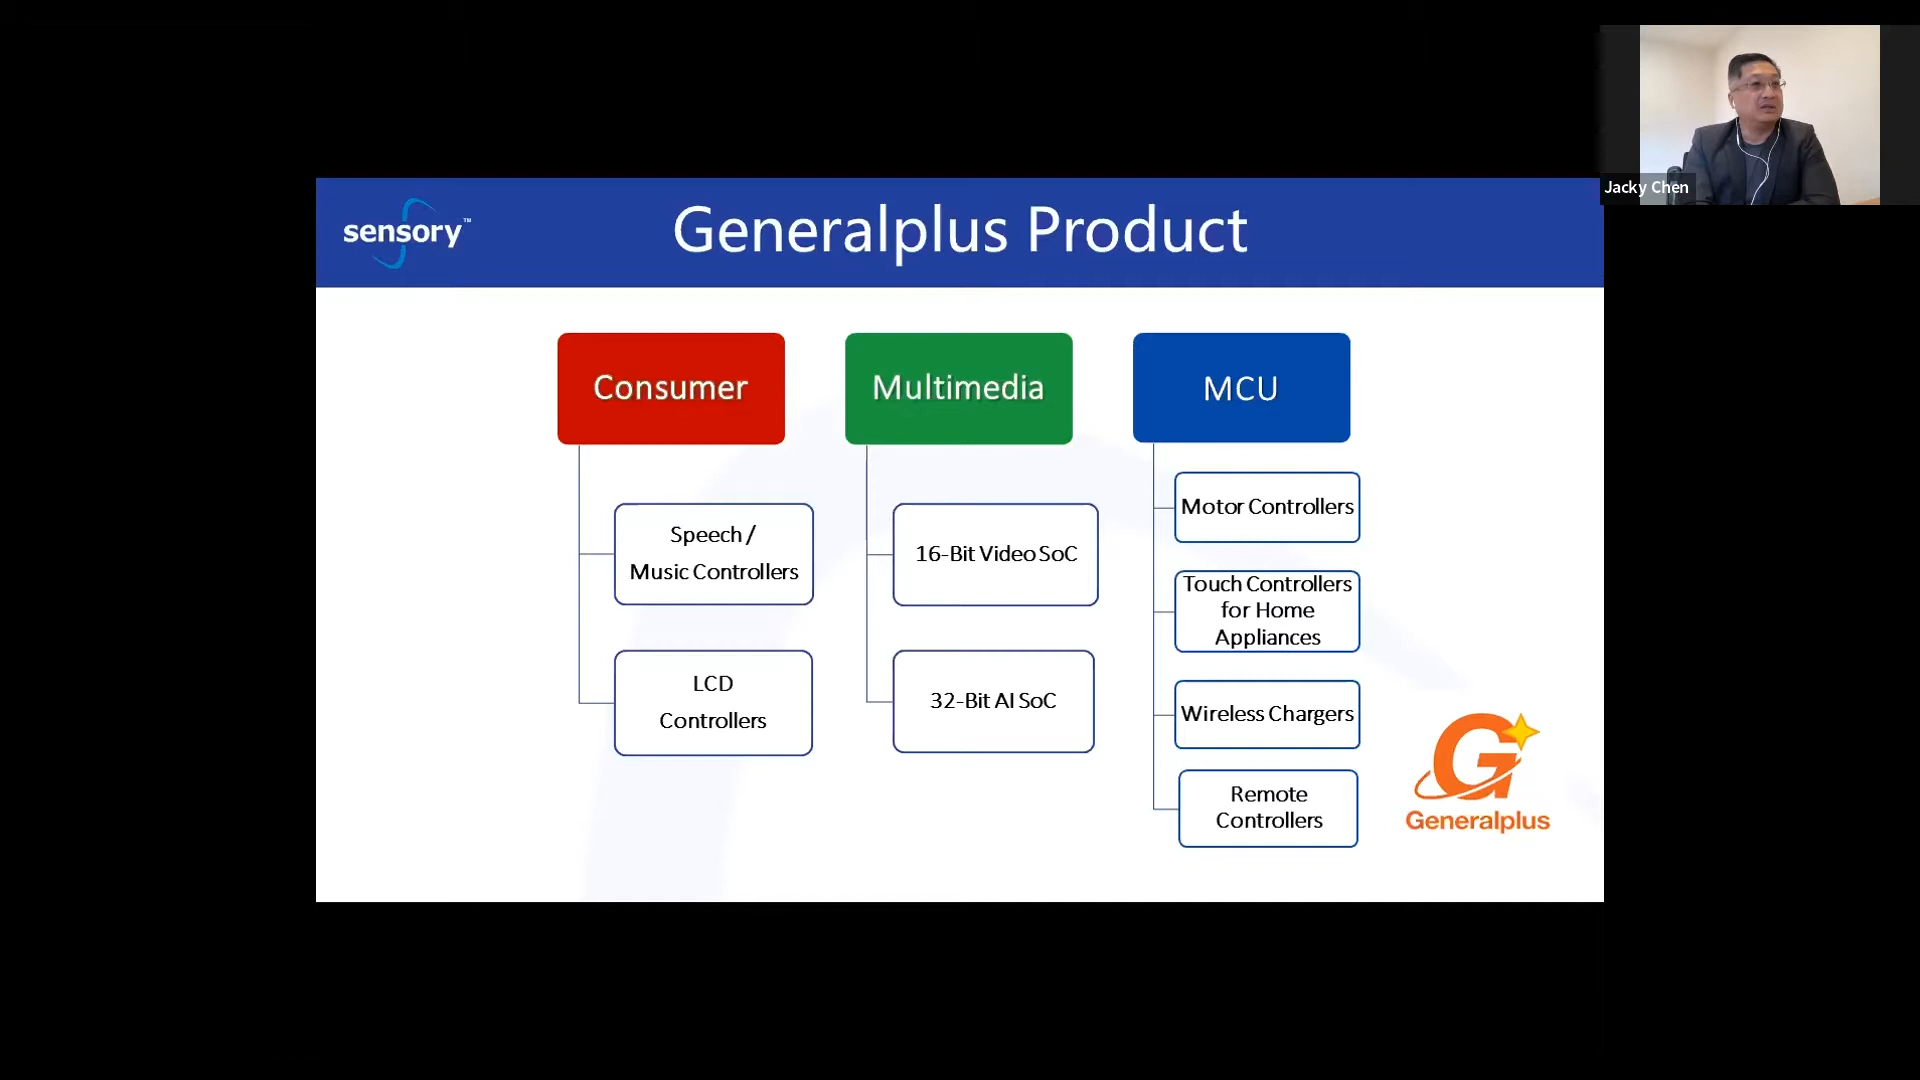 Jacky Chen
sensory™
Generalplus Product
Consumer
Speech /
Music Controllers
LCD
Controllers
Multimedia
16-Bit Video SoC
32-Bit AI SoC
MCU
Motor Controllers
Touch Controllers
for Home
Appliances
Wireless Chargers
Remote
Controllers
G
Generalplus